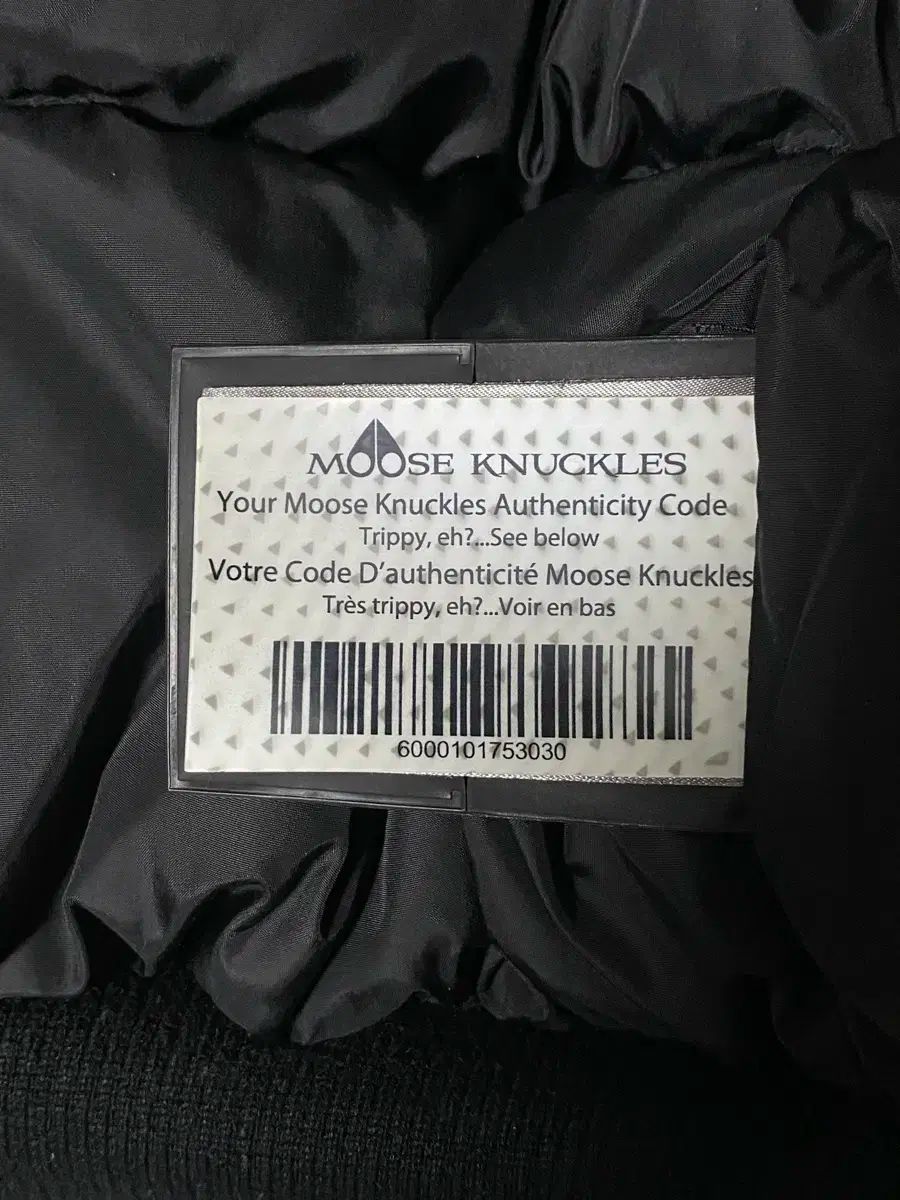 MOOSE KNUCKLES
Your Moose Knuckles Authenticity Code
Trippy, eh?...See below
Votre Code D'authenticité Moose Knuckles
Très trippy, eh?...Voir en bas
6000101753030